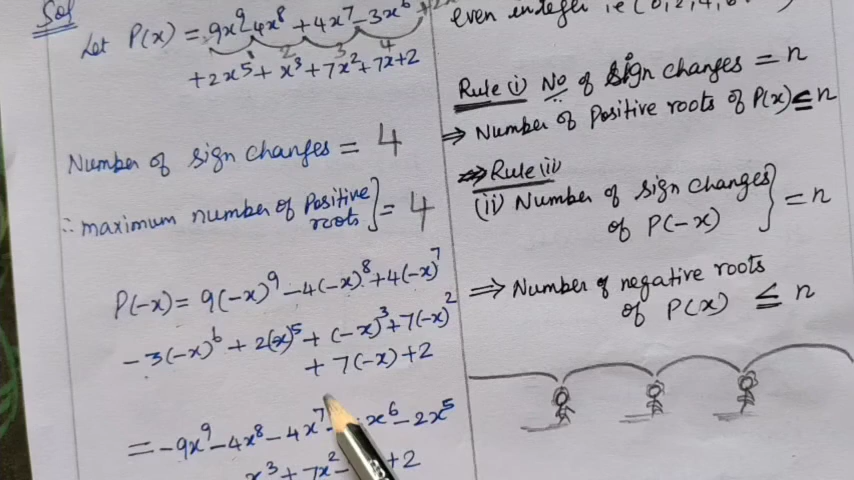 Sol
Let P(x) = 9x⁹-4x⁸ +4x⁷-3x⁶
1 2 3 4
+2x⁵+x³+7x²+7x+2
Number of sign changes = 4
∴ maximum number of Positive roots} = 4
P(-x) = 9(-x)⁹ -4(-x)⁸ +4(-x)⁷
-3(-x)⁶ + 2(-x)⁵ + (-x)³+7(-x)²
+ 7(-x) +2
= -9x⁹-4x⁸-4x⁷- x⁶-2x⁵
x³+7x²- +2
even integer i.e (0,2,4,
Rule (i) No of sign changes = n
⇒ Number of Positive roots of P(x) ≤ n
⇒ Rule (ii)
(ii) Number of sign changes
of P(-x) } = n
⇒ Number of negative roots
of P(x) ≤ n